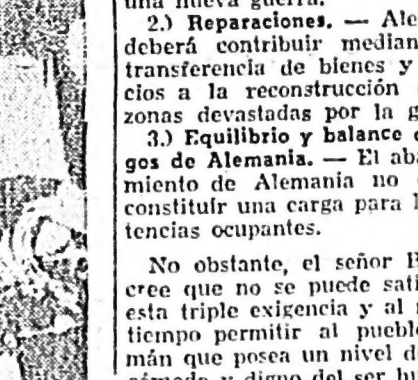 una nueva guerra.
2.) Reparaciones. — Ale
deberá contribuir median
transferencia de bienes y
cios a la reconstrucción
zonas devastadas por la g
3.) Equilibrio y balance
gos de Alemania. — El aba
miento de Alemania no
constituír una carga para l
tencias ocupantes.
No obstante, el señor
cree que no se puede sati
esta triple exigencia y al
tiempo permitir al pueblo
mán que posea un nivel d
cómodo y digno del ser hu